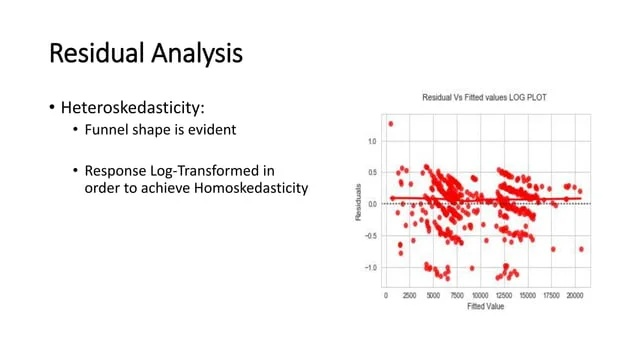 Residual Analysis
• Heteroskedasticity:
• Funnel shape is evident
• Response Log-Transformed in
order to achieve Homoskedasticity
Residual Vs Fitted values LOG PLOT
1.0
0.5
0.0
−0.5
−1.0
Residuals
0 2500 5000 7500 10000 12500 15000 17500 20000
Fitted Value